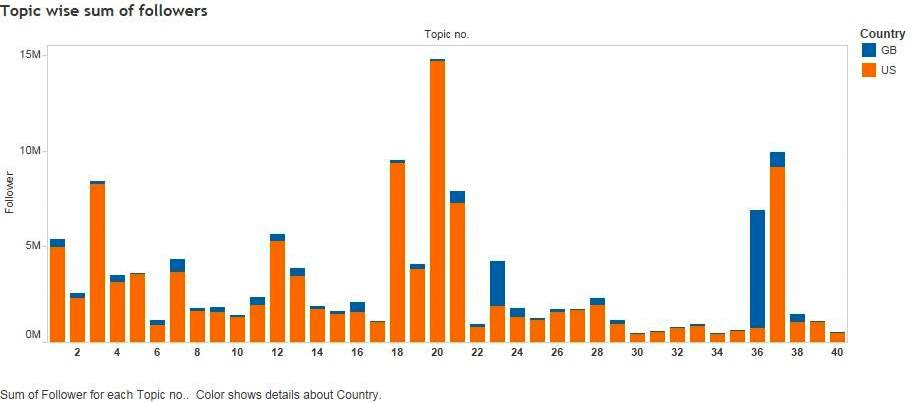 Topic wise sum of followers
Topic no.
Country
GB
US
15M
10M
5M
0M
Follower
2 4 6 8 10 12 14 16 18 20 22 24 26 28 30 32 34 36 38 40
Sum of Follower for each Topic no.. Color shows details about Country.